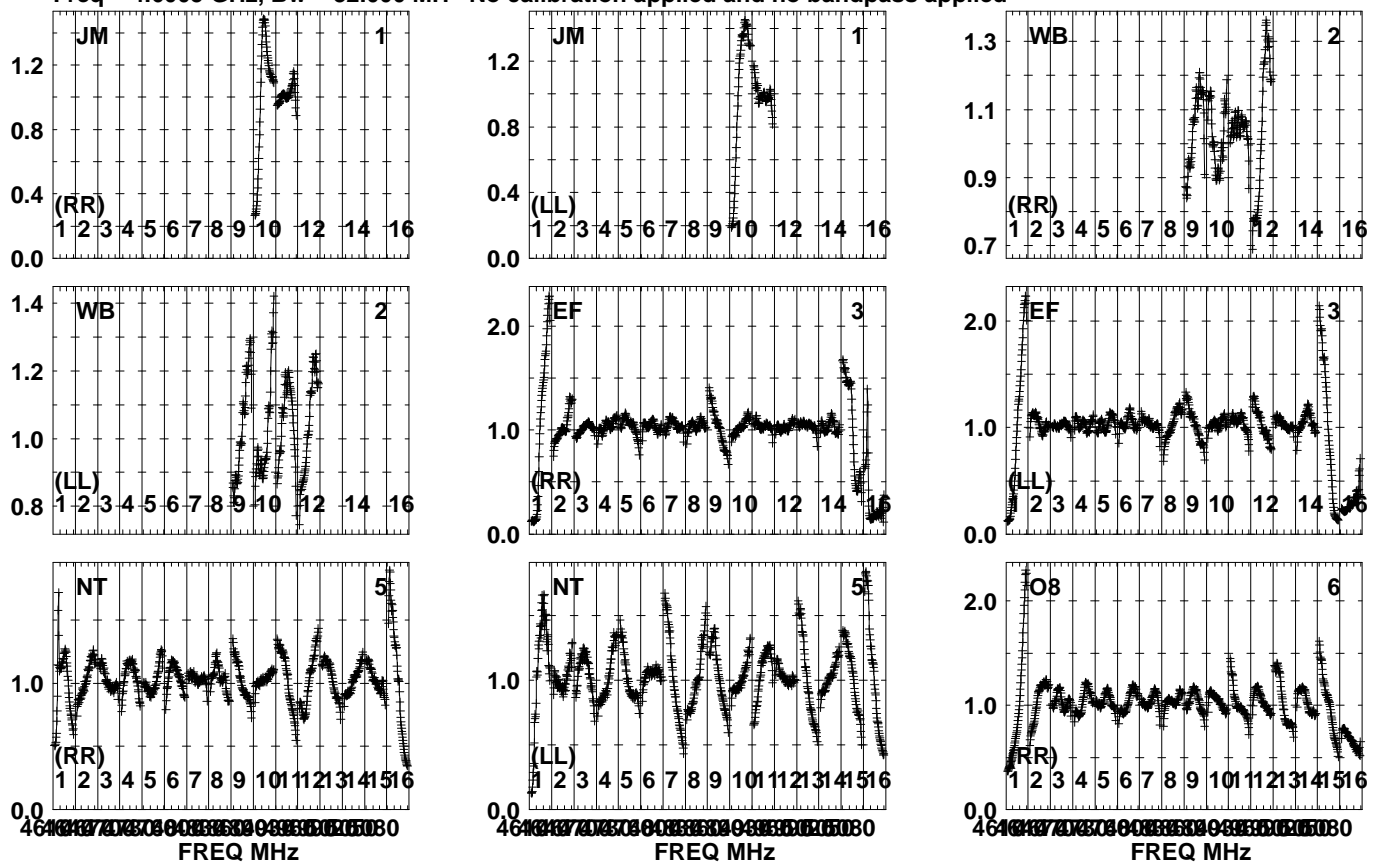 No calibration applied and no bandpass applied
JM 1
1.2
0.8
0.4
0.0
(RR)
1 2 3 4 5 6 7 8 9 10 12 14 16
JM 1
1.6
1.2
0.8
0.4
0.0
(LL)
1 2 3 4 5 6 7 8 9 10 12 14 16
WB 2
1.3
1.1
0.9
0.7
(RR)
1 2 3 4 5 6 7 8 9 10 12 14 16
WB 2
1.4
1.2
1.0
0.8
(LL)
1 2 3 4 5 6 7 8 9 10 12 14 16
EF 3
2.0
1.0
0.0
(RR)
1 2 3 4 5 6 7 8 9 10 12 14 16
EF 3
2.0
1.0
0.0
(LL)
1 2 3 4 5 6 7 8 9 10 12 14 16
NT 5
1.0
0.0
(RR)
1 2 3 4 5 6 7 8 9 10 11 12 13 15 16
NT 5
1.0
0.0
(LL)
1 2 3 4 5 6 7 8 9 10 11 12 13 15 16
O8 6
2.0
1.0
0.0
(RR)
1 2 3 4 5 6 7 8 9 10 12 13 15 16
FREQ MHz
FREQ MHz
FREQ MHz